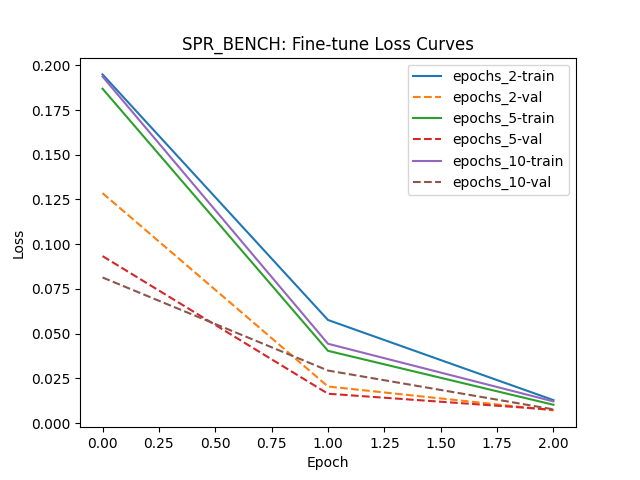 SPR_BENCH: Fine-tune Loss Curves
0.200
0.175
0.150
0.125
0.100
0.075
0.050
0.025
0.000
Loss
epochs_2-train
epochs_2-val
epochs_5-train
epochs_5-val
epochs_10-train
epochs_10-val
0.00 0.25 0.50 0.75 1.00 1.25 1.50 1.75 2.00
Epoch